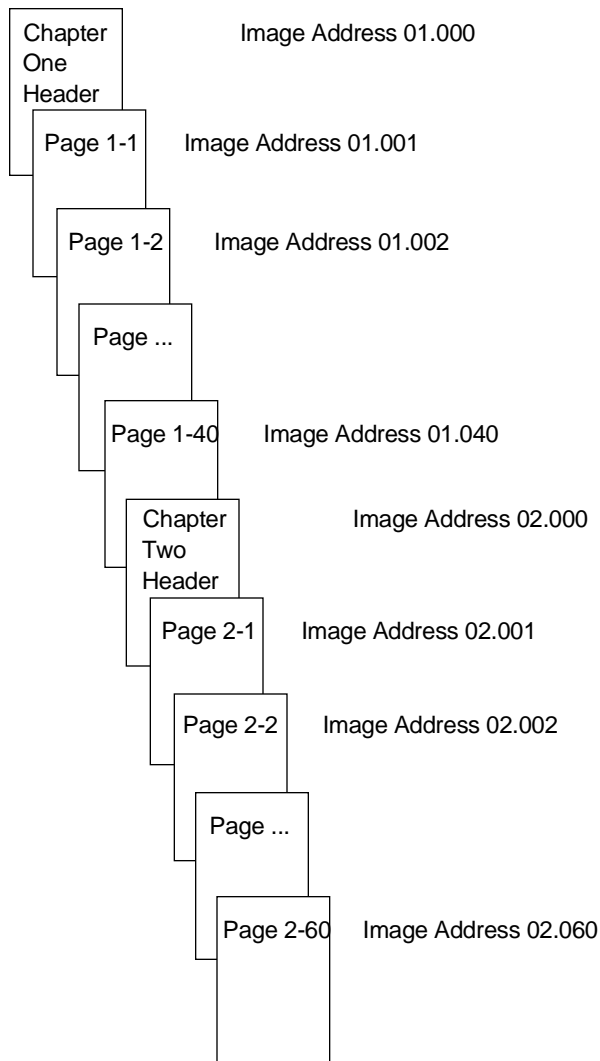 Chapter
One
Header
Image Address 01.000
Page 1-1
Image Address 01.001
Page 1-2
Image Address 01.002
Page ...
Page 1-40
Image Address 01.040
Chapter
Two
Header
Image Address 02.000
Page 2-1
Image Address 02.001
Page 2-2
Image Address 02.002
Page ...
Page 2-60
Image Address 02.060